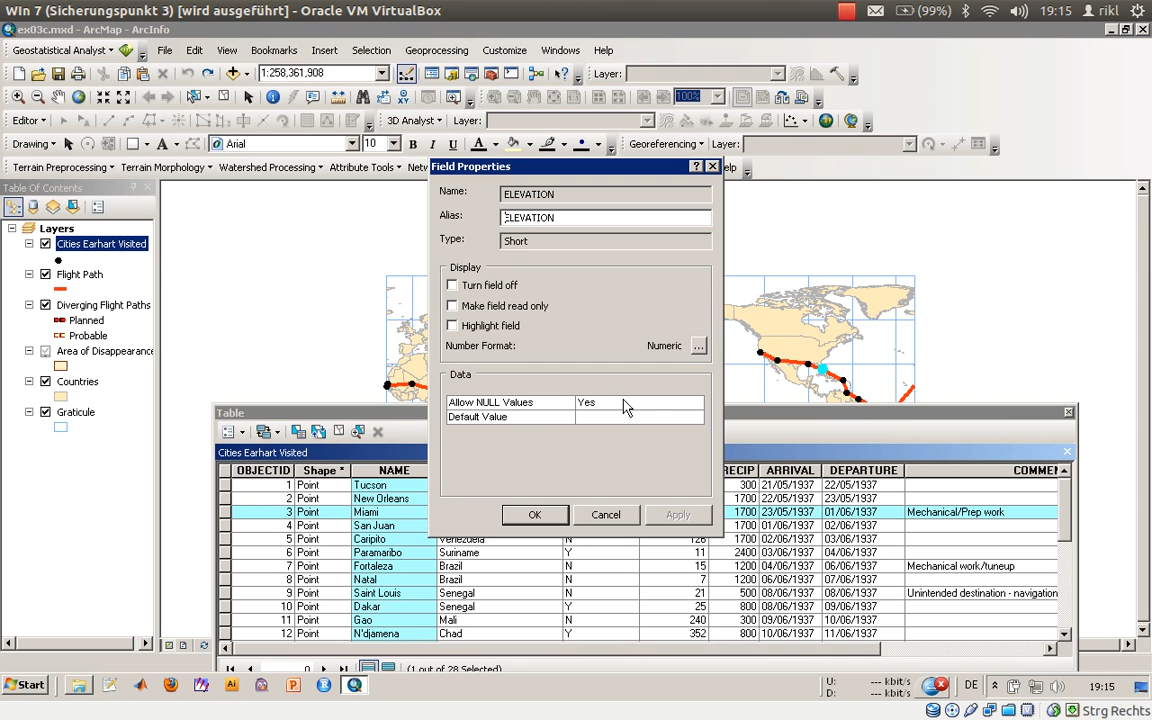 Win 7 (Sicherungspunkt 3) [wird ausgeführt] - Oracle VM VirtualBox
(99%) 19:15 rikl
ex03c.mxd - ArcMap - ArcInfo
Geostatistical Analyst File Edit View Bookmarks Insert Selection Geoprocessing Customize Windows Help
1:258,361,908 Layer:
100%
Editor 3D Analyst Layer:
Drawing A Arial 10 B I U A Georeferencing Layer:
Terrain Preprocessing Terrain Morphology Watershed Processing Attribute Tools Netw elp
Table Of Contents
Layers
Cities Earhart Visited
Flight Path
Diverging Flight Paths
Planned
Probable
Area of Disappearance
Countries
Graticule
Field Properties
Name: ELEVATION
Alias: ELEVATION
Type: Short
Display
Turn field off
Make field read only
Highlight field
Number Format: Numeric ...
Data
Allow NULL Values Yes
Default Value
OK Cancel Apply
Table
Cities Earhart Visited
OBJECTID Shape * NAME RECIP ARRIVAL DEPARTURE COMMEN
1 Point Tucson 300 21/05/1937 22/05/1937
2 Point New Orleans 1700 22/05/1937 23/05/1937
3 Point Miami 1700 23/05/1937 01/06/1937 Mechanical/Prep work
4 Point San Juan 1000 01/06/1937 02/06/1937
5 Point Caripito Venezuela N 126 1000 02/06/1937 03/06/1937
6 Point Paramaribo Suriname Y 11 2400 03/06/1937 04/06/1937
7 Point Fortaleza Brazil N 15 1200 04/06/1937 06/06/1937 Mechanical work/tuneup
8 Point Natal Brazil N 7 1200 06/06/1937 07/06/1937
9 Point Saint Louis Senegal N 21 500 08/06/1937 08/06/1937 Unintended destination - navigation
10 Point Dakar Senegal Y 25 800 08/06/1937 09/06/1937
11 Point Gao Mali N 240 300 09/06/1937 10/06/1937
12 Point N'djamena Chad Y 352 800 10/06/1937 11/06/1937
0 (1 out of 28 Selected)
Start U: --- kbit/s D: --- kbit/s DE 19:15
Strg Rechts